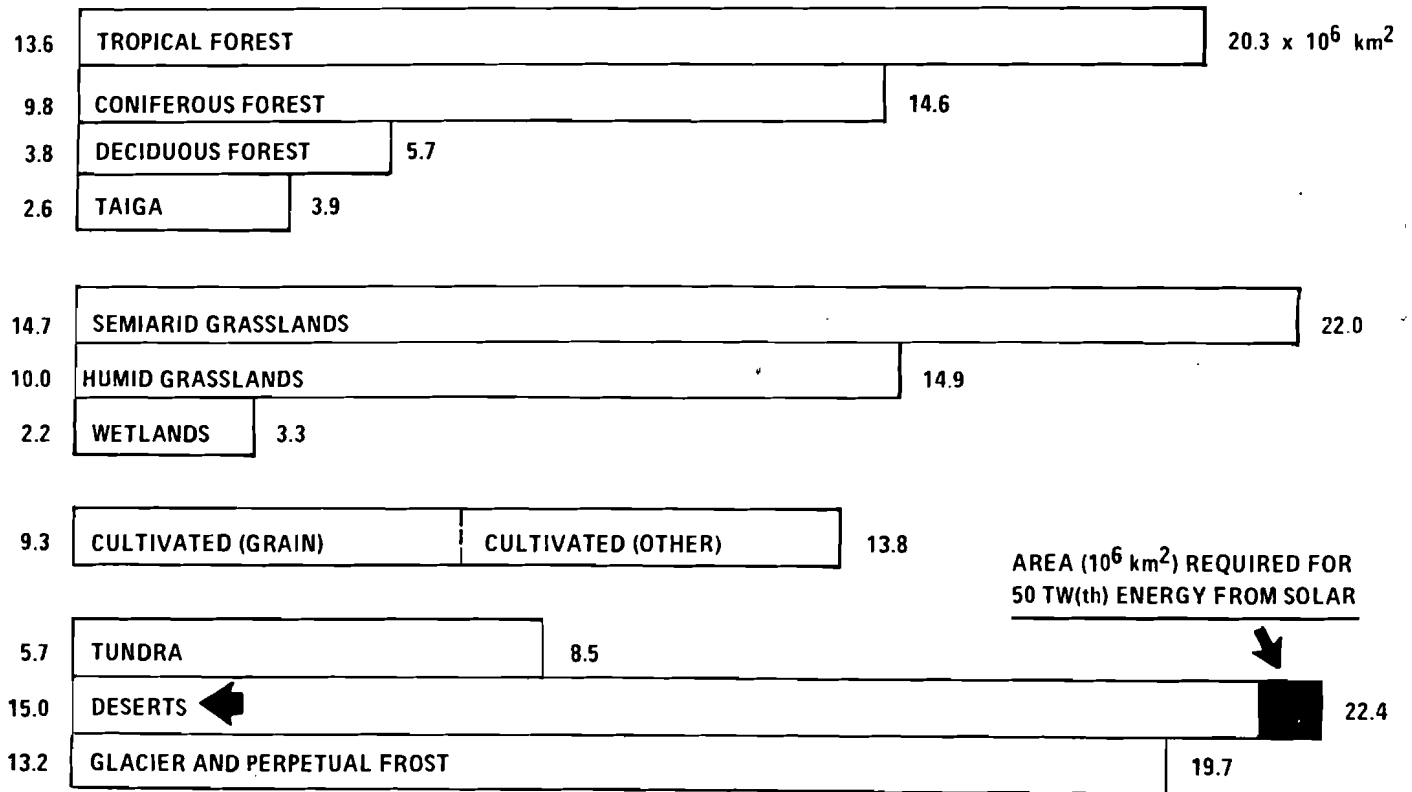 13.6 TROPICAL FOREST 20.3 x 10⁶ km²
9.8 CONIFEROUS FOREST 14.6
3.8 DECIDUOUS FOREST 5.7
2.6 TAIGA 3.9
14.7 SEMIARID GRASSLANDS 22.0
10.0 HUMID GRASSLANDS 14.9
2.2 WETLANDS 3.3
9.3 CULTIVATED (GRAIN) CULTIVATED (OTHER) 13.8
AREA (10⁶ km²) REQUIRED FOR
50 TW(th) ENERGY FROM SOLAR
5.7 TUNDRA 8.5
15.0 DESERTS 22.4
13.2 GLACIER AND PERPETUAL FROST 19.7